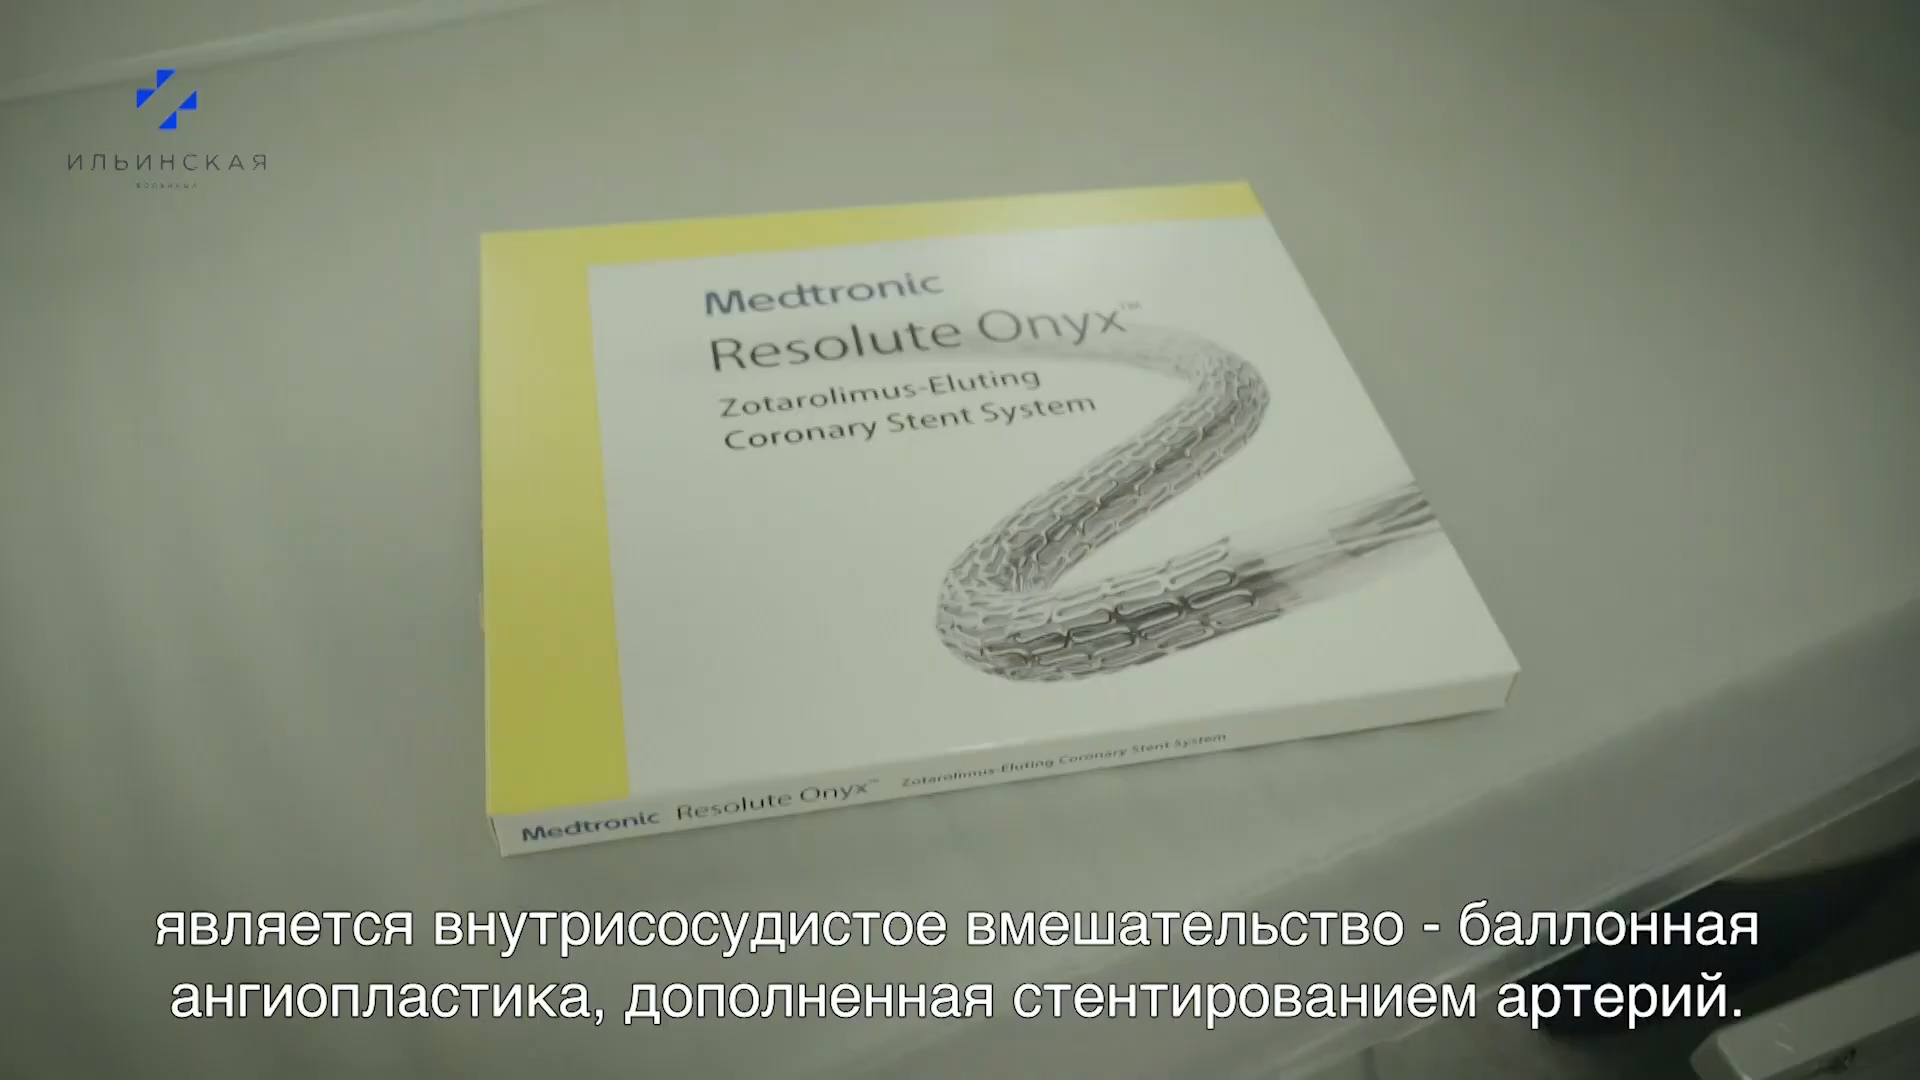 ИЛЬИНСКАЯ
БОЛЬНИЦА
Medtronic
Resolute Onyx™
Zotarolimus-Eluting
Coronary Stent System
Medtronic Resolute Onyx™ Zotarolimus-Eluting Coronary Stent System
является внутрисосудистое вмешательство - баллонная
ангиопластика, дополненная стентированием артерий.